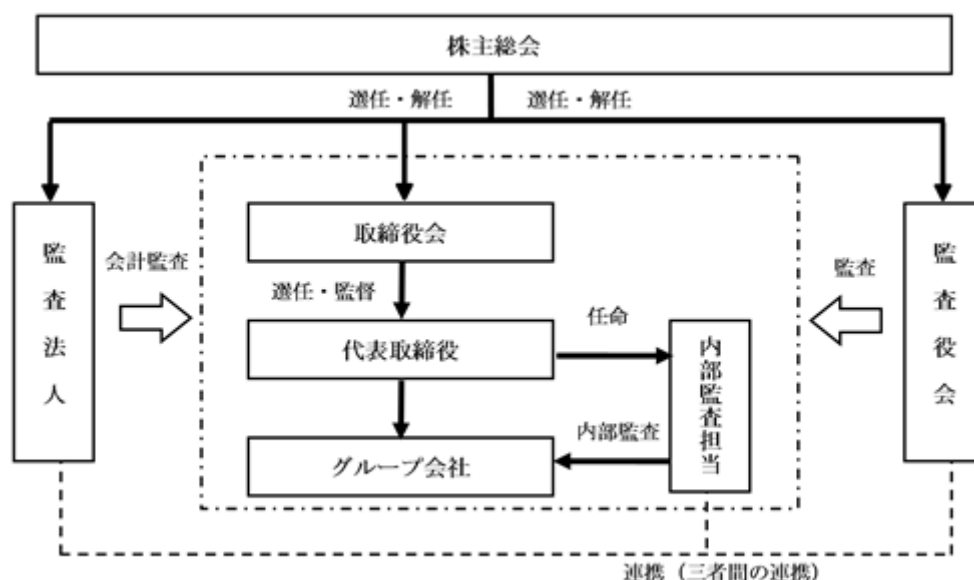 株主総会
選任・解任
選任・解任
取締役会
監査法人
会計監査
監査
監査役会
選任・監督
任命
代表取締役
内部監査担当
内部監査
グループ会社
連携（三者間の連携）